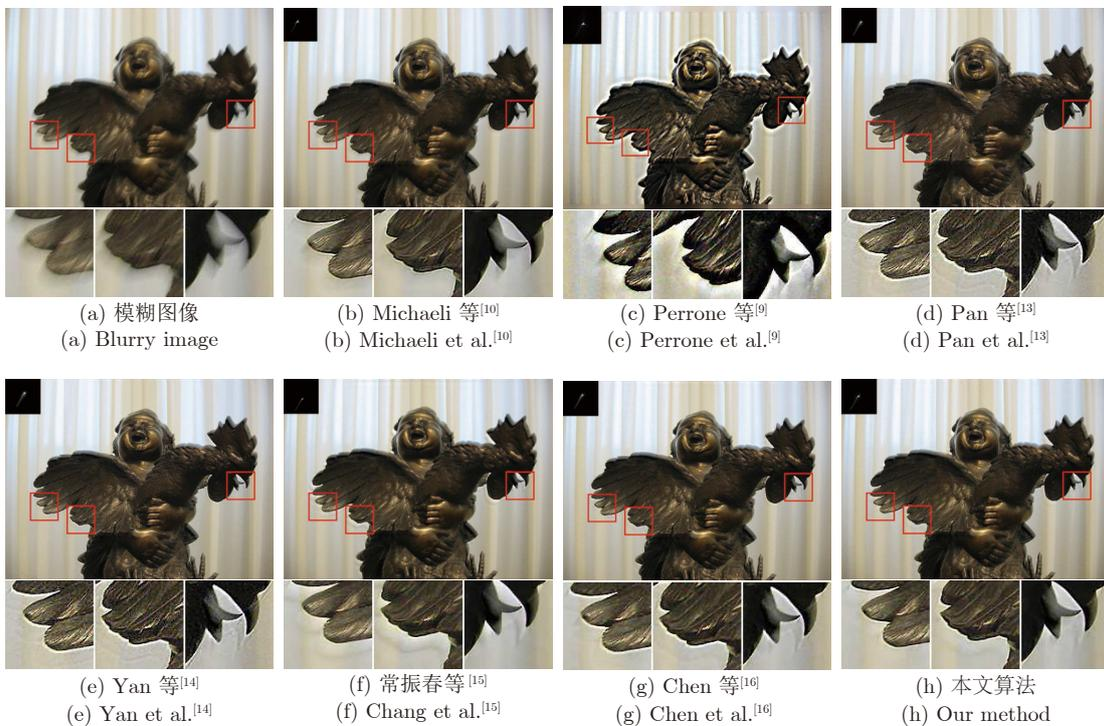 (a) 模糊图像
(a) Blurry image
(b) Michaeli 等[10]
(b) Michaeli et al.[10]
(c) Perrone 等[9]
(c) Perrone et al.[9]
(d) Pan 等[13]
(d) Pan et al.[13]
(e) Yan 等[14]
(e) Yan et al.[14]
(f) 常振春等[15]
(f) Chang et al.[15]
(g) Chen 等[16]
(g) Chen et al.[16]
(h) 本文算法
(h) Our method